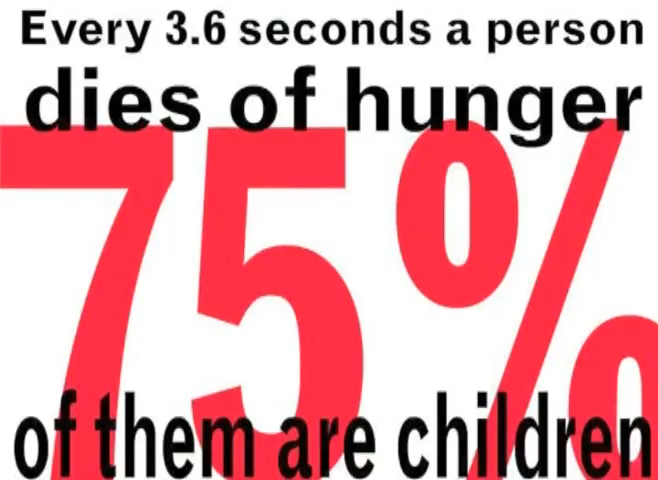 Every 3.6 seconds a person
dies of hunger
75%
of them are children